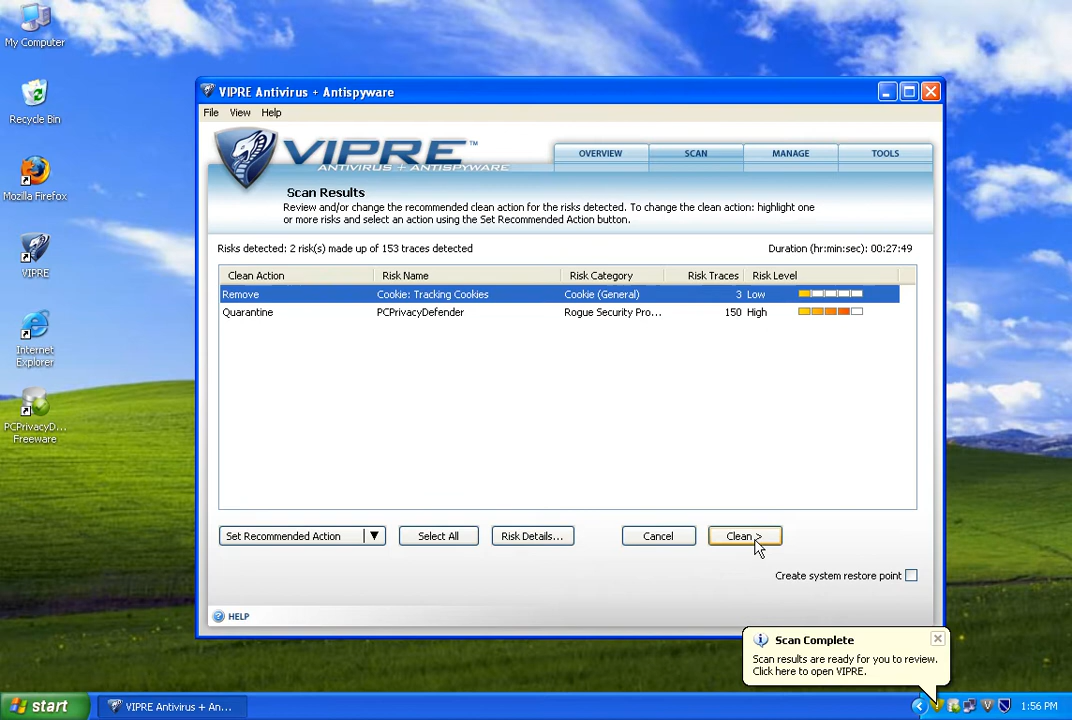 My Computer
Recycle Bin
Mozilla Firefox
VIPRE
Internet
Explorer
PCPrivacyD...
Freeware
VIPRE Antivirus + Antispyware
File View Help
VIPRE™
ANTIVIRUS + ANTISPYWARE
OVERVIEW SCAN MANAGE TOOLS
Scan Results
Review and/or change the recommended clean action for the risks detected. To change the clean action: highlight one
or more risks and select an action using the Set Recommended Action button.
Risks detected: 2 risk(s) made up of 153 traces detected Duration (hr:min:sec): 00:27:49
Clean Action Risk Name Risk Category Risk Traces Risk Level
Remove Cookie: Tracking Cookies Cookie (General) 3 Low
Quarantine PCPrivacyDefender Rogue Security Pro... 150 High
Set Recommended Action Select All Risk Details... Cancel Clean >
Create system restore point
HELP
Scan Complete
Scan results are ready for you to review.
Click here to open VIPRE.
start VIPRE Antivirus + An... 1:56 PM